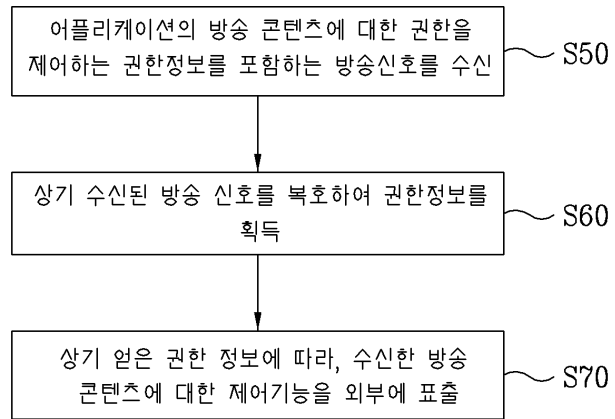 어플리케이션의 방송 콘텐츠에 대한 권한을
제어하는 권한정보를 포함하는 방송신호를 수신
S50
상기 수신된 방송 신호를 복호하여 권한정보를
획득
S60
상기 얻은 권한 정보에 따라, 수신한 방송
콘텐츠에 대한 제어기능을 외부에 표출
S70